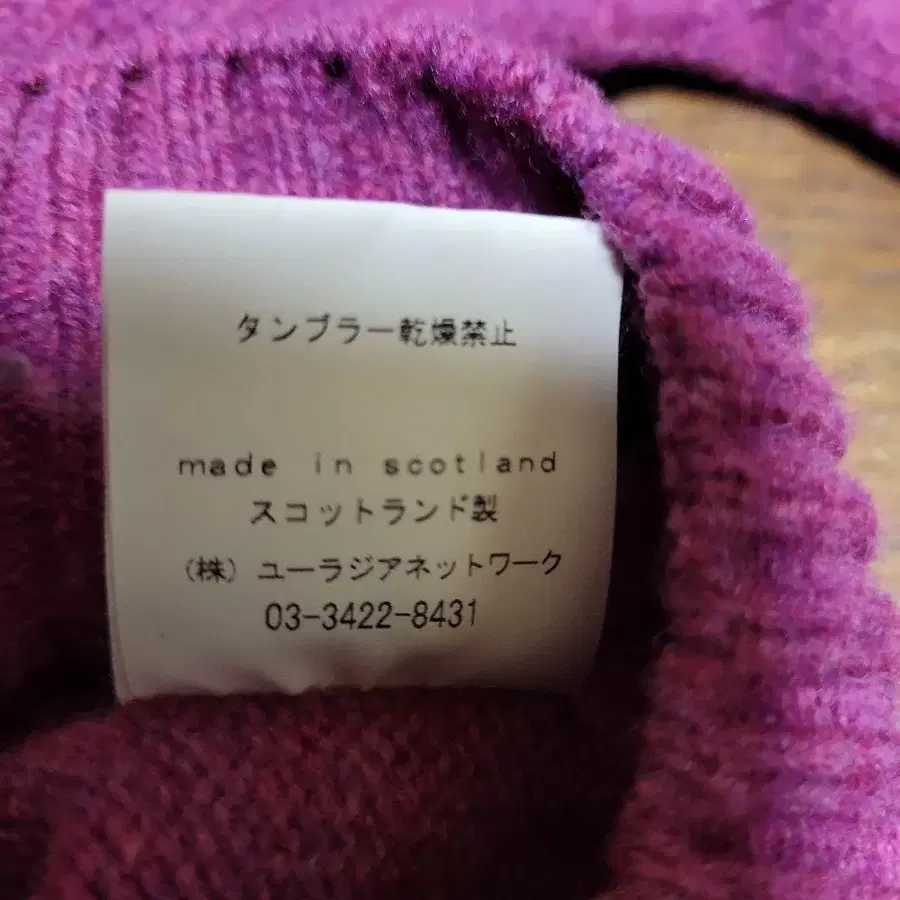 タンブラー乾燥禁止
made in scotland
スコットランド製
(株) ユーラジアネットワーク
03-3422-8431